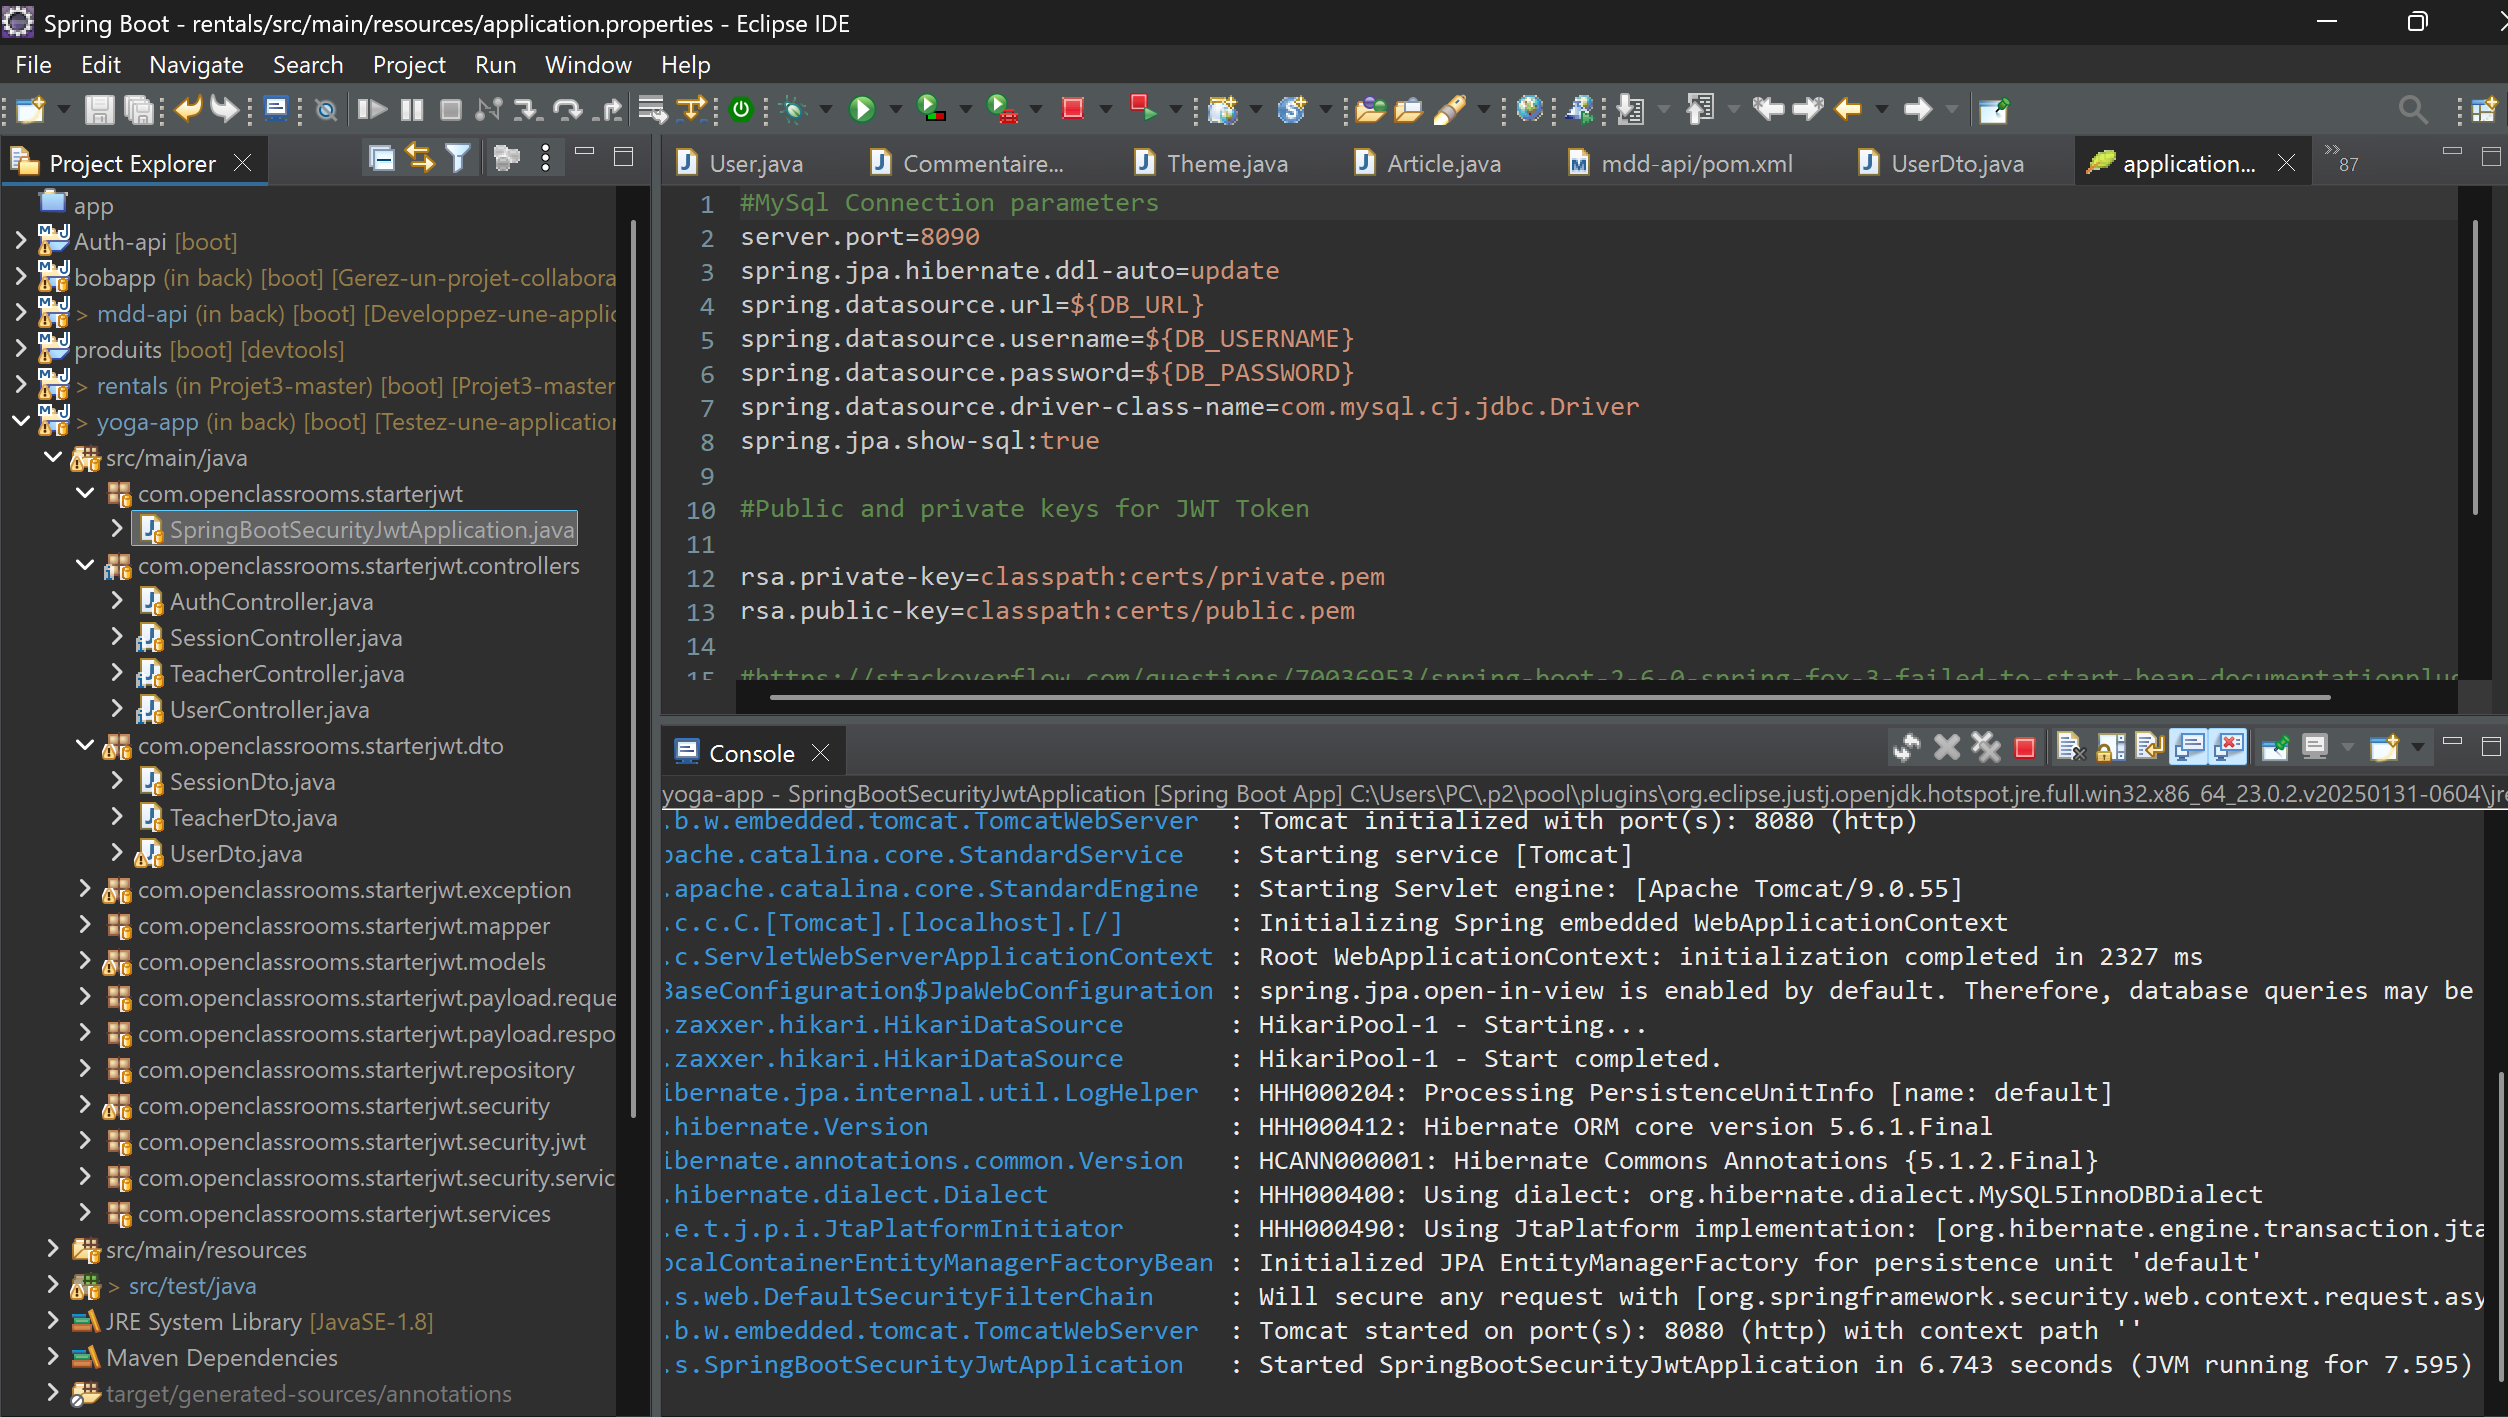 Spring Boot - rentals/src/main/resources/application.properties - Eclipse IDE
File Edit Navigate Search Project Run Window Help
Project Explorer
app
Auth-api [boot]
bobapp (in back) [boot] [Gerez-un-projet-collabora
> mdd-api (in back) [boot] [Developpez-une-applic
produits [boot] [devtools]
> rentals (in Projet3-master) [boot] [Projet3-master
> yoga-app (in back) [boot] [Testez-une-application
src/main/java
com.openclassrooms.starterjwt
SpringBootSecurityJwtApplication.java
com.openclassrooms.starterjwt.controllers
AuthController.java
SessionController.java
TeacherController.java
UserController.java
com.openclassrooms.starterjwt.dto
SessionDto.java
TeacherDto.java
UserDto.java
com.openclassrooms.starterjwt.exception
com.openclassrooms.starterjwt.mapper
com.openclassrooms.starterjwt.models
com.openclassrooms.starterjwt.payload.reque
com.openclassrooms.starterjwt.payload.respo
com.openclassrooms.starterjwt.repository
com.openclassrooms.starterjwt.security
com.openclassrooms.starterjwt.security.jwt
com.openclassrooms.starterjwt.security.servic
com.openclassrooms.starterjwt.services
src/main/resources
> src/test/java
JRE System Library [JavaSE-1.8]
Maven Dependencies
target/generated-sources/annotations
User.java Commentaire... Theme.java Article.java mdd-api/pom.xml UserDto.java application... »87
1 #MySql Connection parameters
2 server.port=8090
3 spring.jpa.hibernate.ddl-auto=update
4 spring.datasource.url=${DB_URL}
5 spring.datasource.username=${DB_USERNAME}
6 spring.datasource.password=${DB_PASSWORD}
7 spring.datasource.driver-class-name=com.mysql.cj.jdbc.Driver
8 spring.jpa.show-sql:true
9
10 #Public and private keys for JWT Token
11
12 rsa.private-key=classpath:certs/private.pem
13 rsa.public-key=classpath:certs/public.pem
14
15 #https://stackoverflow.com/questions/70036953/spring-boot-2-6-0-spring-fox-3-failed-to-start-bean-documentationplug
Console
yoga-app - SpringBootSecurityJwtApplication [Spring Boot App] C:\Users\PC\.p2\pool\plugins\org.eclipse.justj.openjdk.hotspot.jre.full.win32.x86_64_23.0.2.v20250131-0604\jre
.b.w.embedded.tomcat.TomcatWebServer : Tomcat initialized with port(s): 8080 (http)
pache.catalina.core.StandardService : Starting service [Tomcat]
.apache.catalina.core.StandardEngine : Starting Servlet engine: [Apache Tomcat/9.0.55]
.c.c.C.[Tomcat].[localhost].[/] : Initializing Spring embedded WebApplicationContext
.c.ServletWebServerApplicationContext : Root WebApplicationContext: initialization completed in 2327 ms
BaseConfiguration$JpaWebConfiguration : spring.jpa.open-in-view is enabled by default. Therefore, database queries may be
.zaxxer.hikari.HikariDataSource : HikariPool-1 - Starting...
.zaxxer.hikari.HikariDataSource : HikariPool-1 - Start completed.
ibernate.jpa.internal.util.LogHelper : HHH000204: Processing PersistenceUnitInfo [name: default]
.hibernate.Version : HHH000412: Hibernate ORM core version 5.6.1.Final
ibernate.annotations.common.Version : HCANN000001: Hibernate Commons Annotations {5.1.2.Final}
.hibernate.dialect.Dialect : HHH000400: Using dialect: org.hibernate.dialect.MySQL5InnoDBDialect
.e.t.j.p.i.JtaPlatformInitiator : HHH000490: Using JtaPlatform implementation: [org.hibernate.engine.transaction.jta
ocalContainerEntityManagerFactoryBean : Initialized JPA EntityManagerFactory for persistence unit 'default'
.s.web.DefaultSecurityFilterChain : Will secure any request with [org.springframework.security.web.context.request.asy
.b.w.embedded.tomcat.TomcatWebServer : Tomcat started on port(s): 8080 (http) with context path ''
.s.SpringBootSecurityJwtApplication : Started SpringBootSecurityJwtApplication in 6.743 seconds (JVM running for 7.595)